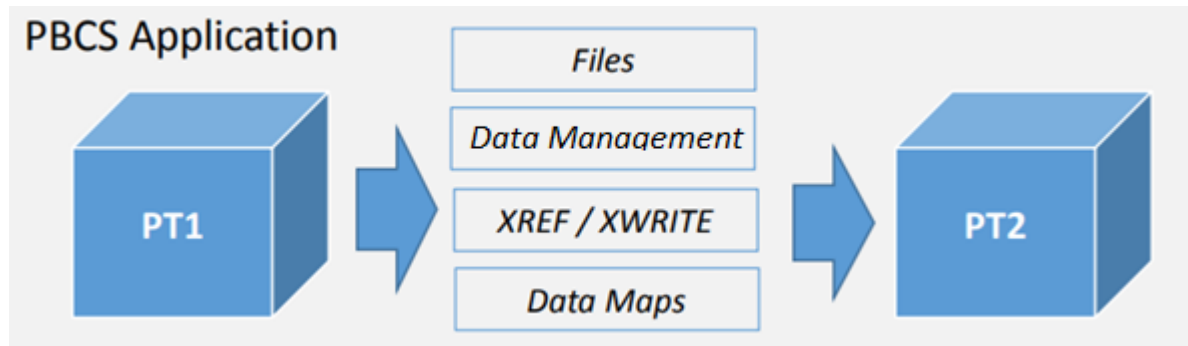 PBCS Application
PT1
Files
Data Management
XREF / XWRITE
Data Maps
PT2